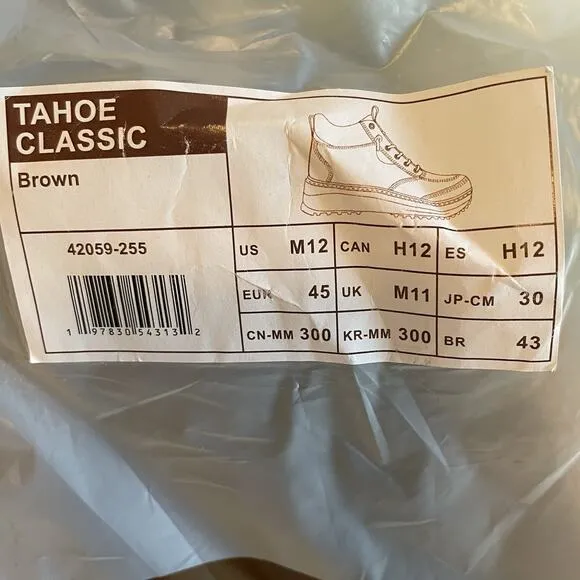 TAHOE
CLASSIC
Brown
42059-255
1 97830 54313 2
US M12 CAN H12 ES H12
EUR 45 UK M11 JP-CM 30
CN-MM 300 KR-MM 300 BR 43